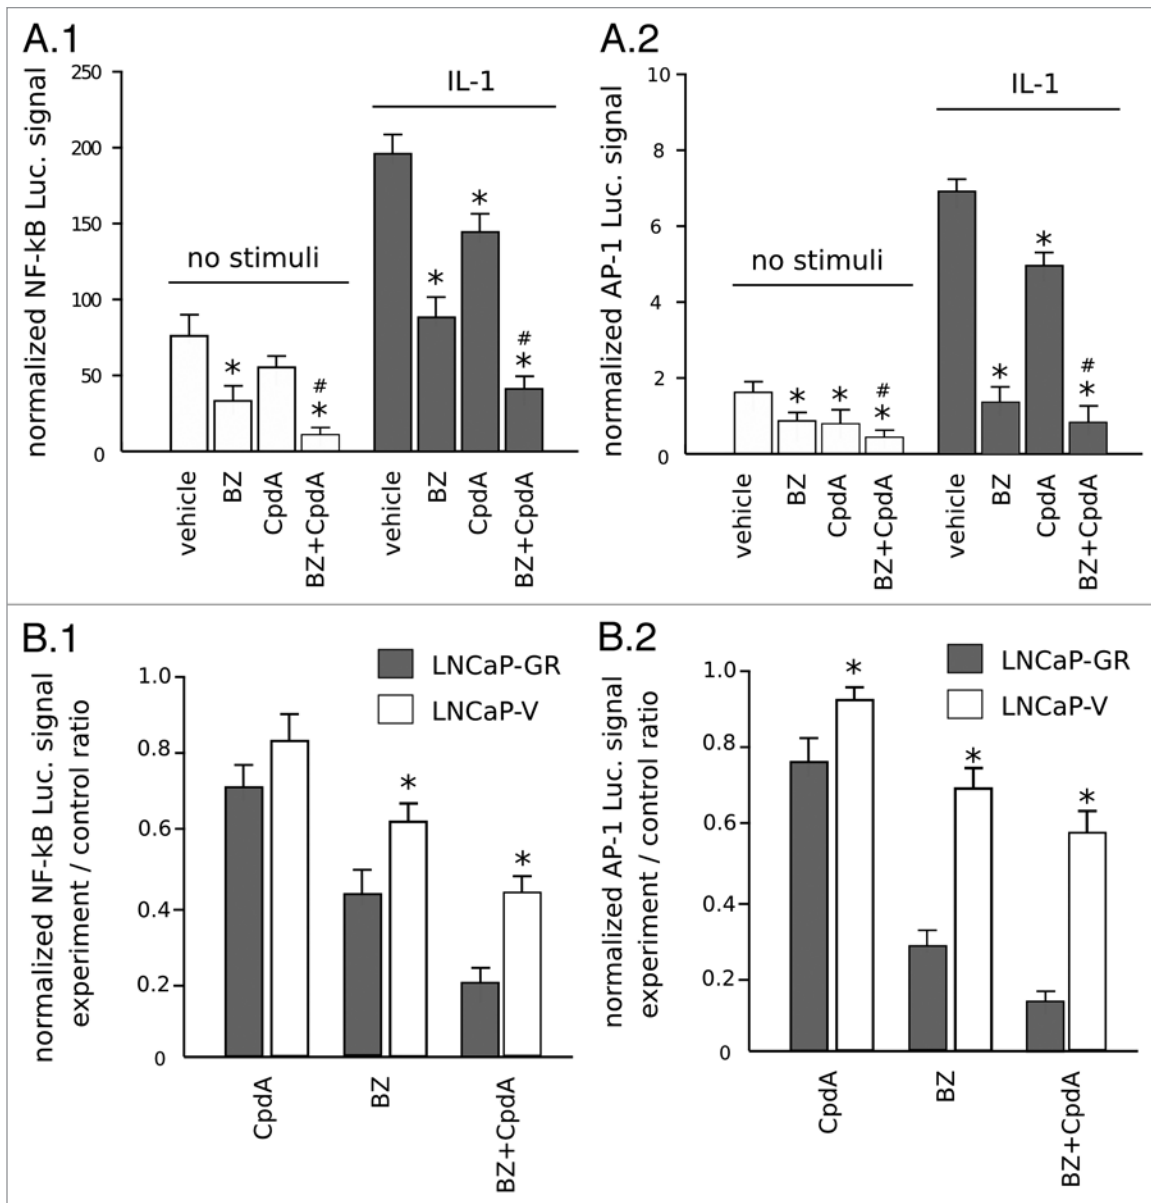 A.1
normalized NF-kB Luc. signal
250
200
150
100
50
0
no stimuli
IL-1
*
#
*
*
*
#
*
vehicle
BZ
CpdA
BZ+CpdA
vehicle
BZ
CpdA
BZ+CpdA
A.2
normalized AP-1 Luc. signal
10
8
6
4
2
0
no stimuli
IL-1
*
*
#
*
*
*
#
*
vehicle
BZ
CpdA
BZ+CpdA
vehicle
BZ
CpdA
BZ+CpdA
B.1
normalized NF-kB Luc. signal
experiment / control ratio
1.0
0.8
0.6
0.4
0.2
0
LNCaP-GR
LNCaP-V
*
*
CpdA
BZ
BZ+CpdA
B.2
normalized AP-1 Luc. signal
experiment / control ratio
1.0
0.8
0.6
0.4
0.2
0
LNCaP-GR
LNCaP-V
*
*
*
CpdA
BZ
BZ+CpdA